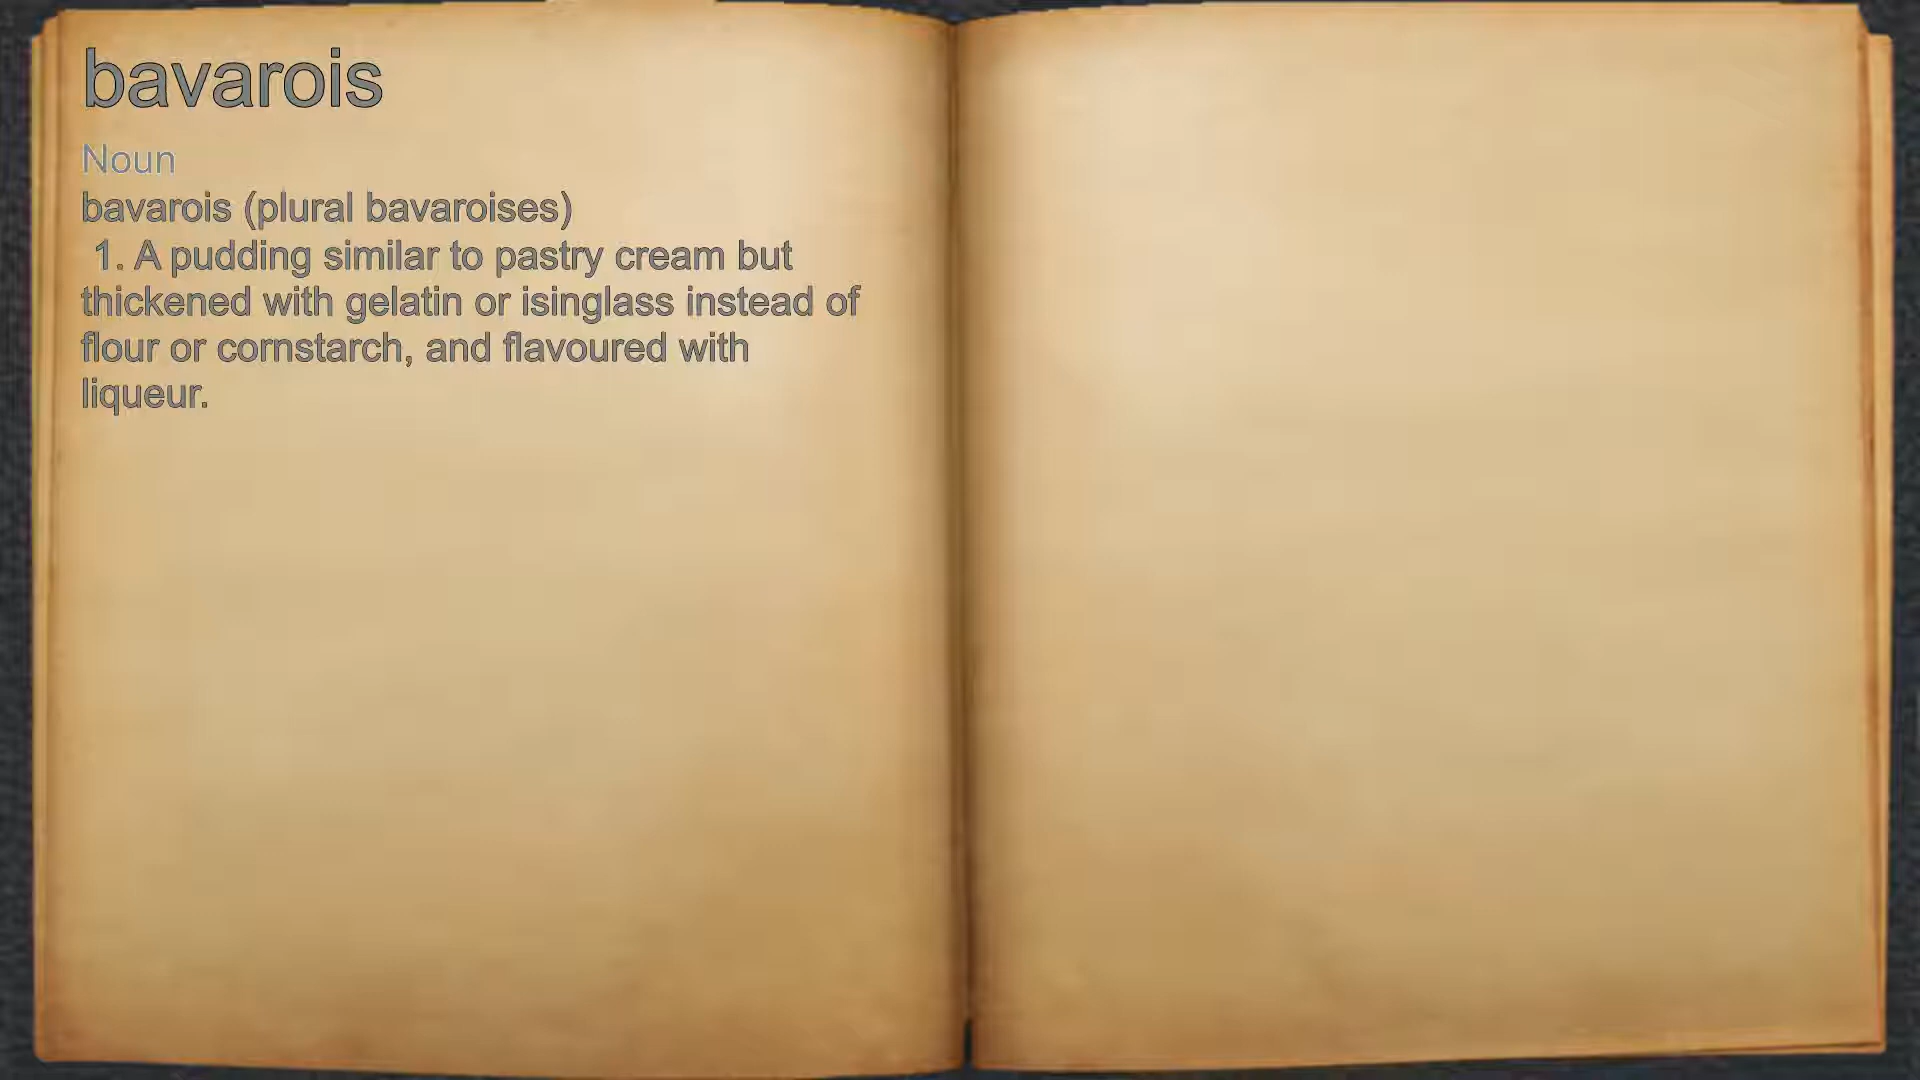 bavarois
Noun
bavarois (plural bavaroises)
1. A pudding similar to pastry cream but
thickened with gelatin or isinglass instead of
flour or cornstarch, and flavoured with
liqueur.